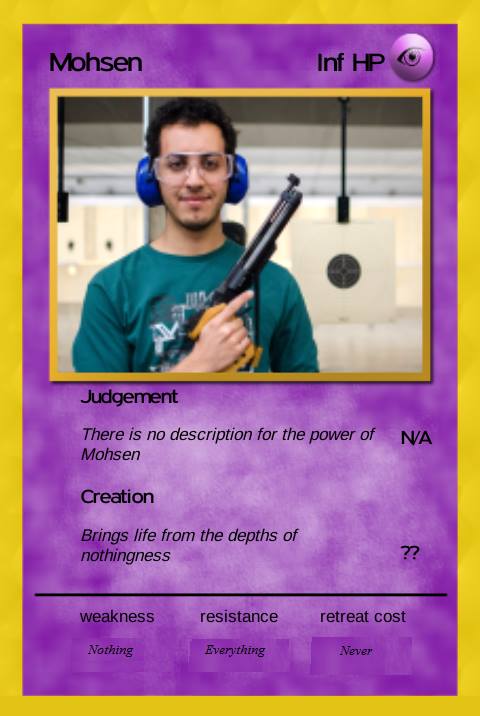 Mohsen Inf HP
Judgement
There is no description for the power of
Mohsen
N/A
Creation
Brings life from the depths of
nothingness
??
weakness resistance retreat cost
Nothing Everything Never